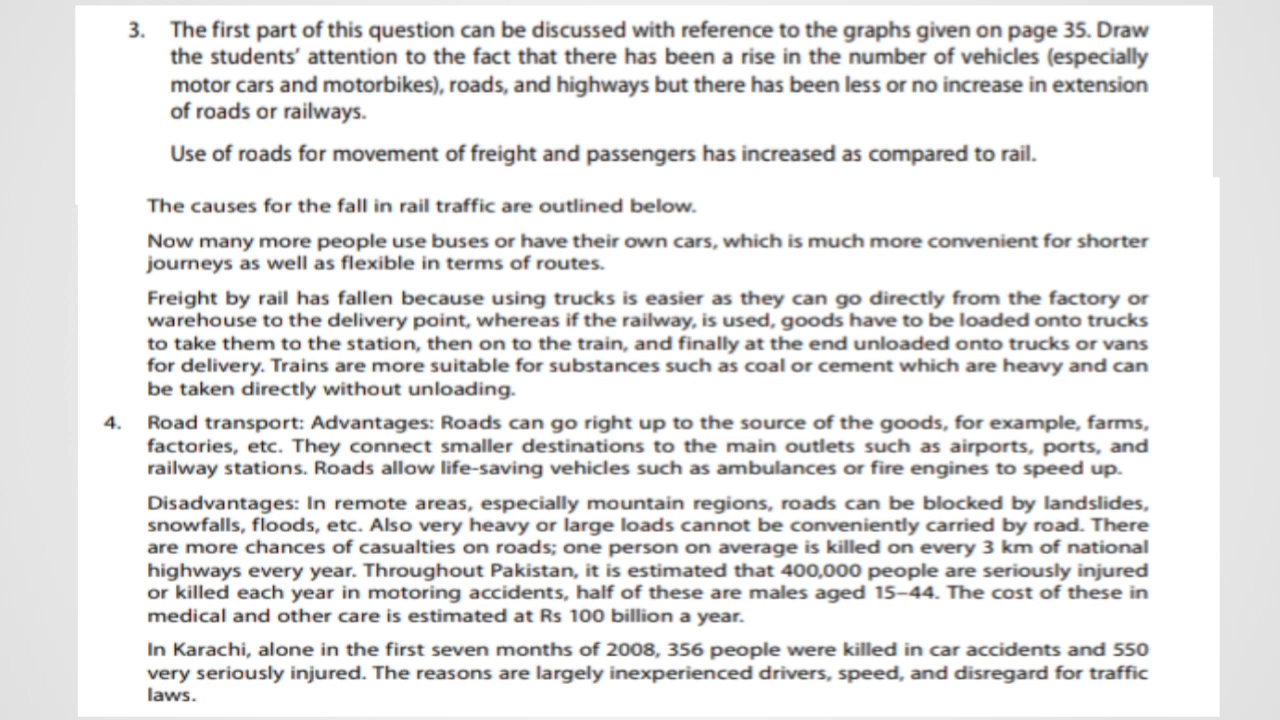 3. The first part of this question can be discussed with reference to the graphs given on page 35. Draw
the students' attention to the fact that there has been a rise in the number of vehicles (especially
motor cars and motorbikes), roads, and highways but there has been less or no increase in extension
of roads or railways.
Use of roads for movement of freight and passengers has increased as compared to rail.
The causes for the fall in rail traffic are outlined below.
Now many more people use buses or have their own cars, which is much more convenient for shorter
journeys as well as flexible in terms of routes.
Freight by rail has fallen because using trucks is easier as they can go directly from the factory or
warehouse to the delivery point, whereas if the railway, is used, goods have to be loaded onto trucks
to take them to the station, then on to the train, and finally at the end unloaded onto trucks or vans
for delivery. Trains are more suitable for substances such as coal or cement which are heavy and can
be taken directly without unloading.
4. Road transport: Advantages: Roads can go right up to the source of the goods, for example, farms,
factories, etc. They connect smaller destinations to the main outlets such as airports, ports, and
railway stations. Roads allow life-saving vehicles such as ambulances or fire engines to speed up.
Disadvantages: In remote areas, especially mountain regions, roads can be blocked by landslides,
snowfalls, floods, etc. Also very heavy or large loads cannot be conveniently carried by road. There
are more chances of casualties on roads; one person on average is killed on every 3 km of national
highways every year. Throughout Pakistan, it is estimated that 400,000 people are seriously injured
or killed each year in motoring accidents, half of these are males aged 15–44. The cost of these in
medical and other care is estimated at Rs 100 billion a year.
In Karachi, alone in the first seven months of 2008, 356 people were killed in car accidents and 550
very seriously injured. The reasons are largely inexperienced drivers, speed, and disregard for traffic
laws.